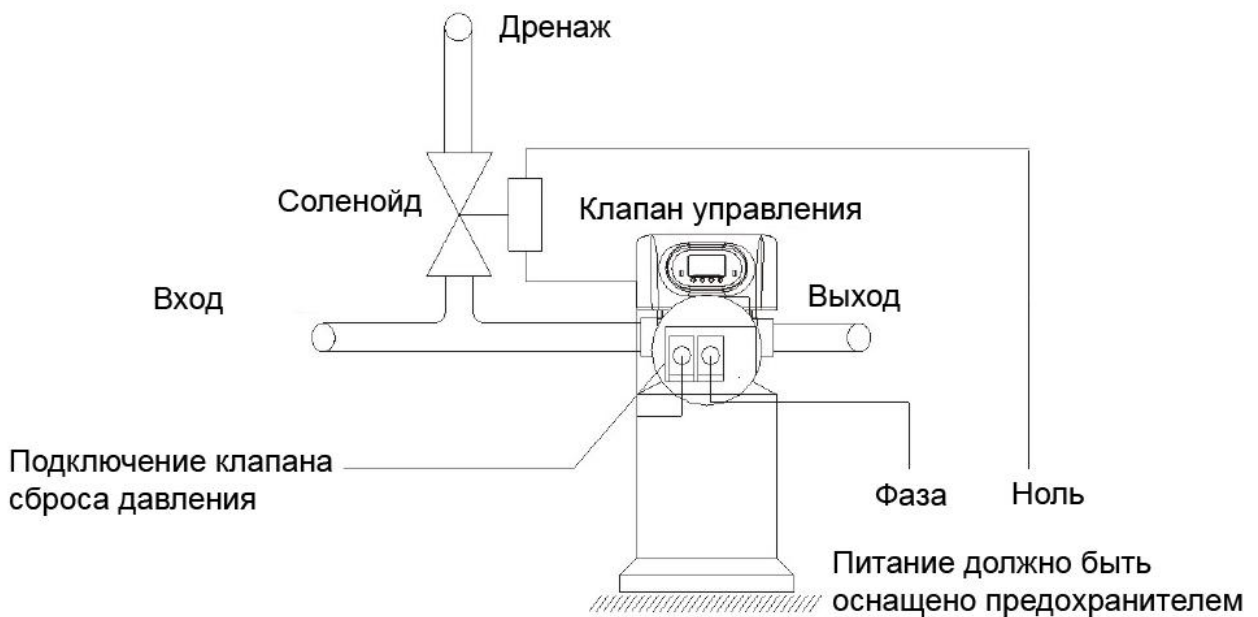 Дренаж
Соленойд
Клапан управления
Вход
Выход
Подключение клапана
сброса давления
Фаза
Ноль
Питание должно быть
оснащено предохранителем